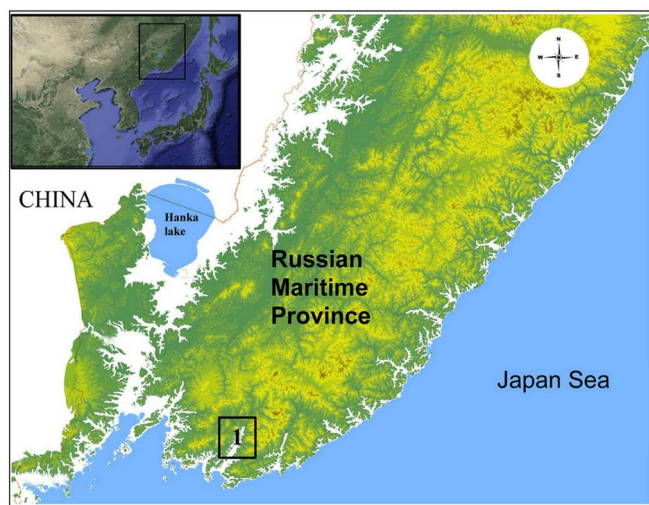 N
W E
S
CHINA
Hanka
lake
Russian
Maritime
Province
Japan Sea
1